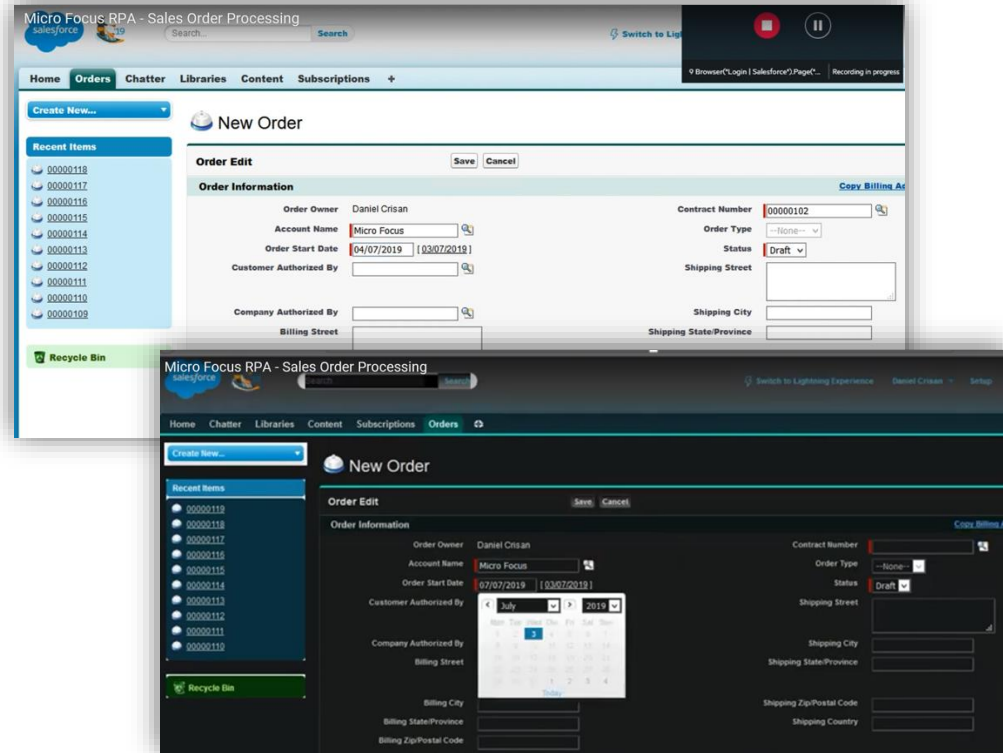 Micro Focus RPA - Sales Order Processing
salesforce 19 Search... Search Switch to Lig
9 Browser("Login | Salesforce").Page("... Recording in progress
Home Orders Chatter Libraries Content Subscriptions +
Create New...
New Order
Recent Items
00000118
00000117
00000116
00000115
00000114
00000113
00000112
00000111
00000110
00000109
Recycle Bin
Order Edit Save Cancel
Order Information Copy Billing Ad
Order Owner Daniel Crisan Contract Number 00000102
Account Name Micro Focus Order Type --None--
Order Start Date 04/07/2019 [ 03/07/2019 ] Status Draft
Customer Authorized By Shipping Street
Company Authorized By Shipping City
Billing Street Shipping State/Province
Micro Focus RPA - Sales Order Processing
salesforce Search... Search Switch to Lightning Experience Daniel Crisan Setup
Home Chatter Libraries Content Subscriptions Orders +
Create New...
New Order
Recent Items
00000119
00000118
00000117
00000116
00000115
00000114
00000113
00000112
00000111
00000110
Recycle Bin
Order Edit Save Cancel
Order Information Copy Billing A
Order Owner Daniel Crisan Contract Number
Account Name Micro Focus Order Type --None--
Order Start Date 07/07/2019 [ 03/07/2019 ] Status Draft
Customer Authorized By Shipping Street
July 2019
Mon Tue Wed Thu Fri Sat Sun
3
1 2 3 4
Today
Company Authorized By Shipping City
Billing Street Shipping State/Province
Billing City Shipping Zip/Postal Code
Billing State/Province Shipping Country
Billing Zip/Postal Code